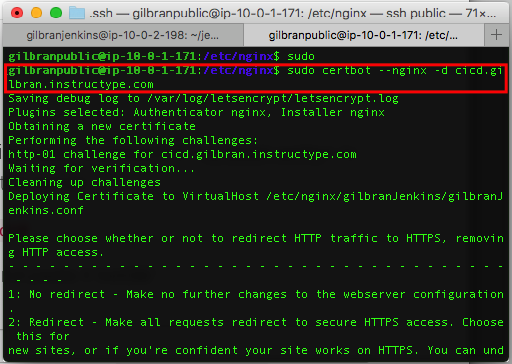 .ssh — gilbranpublic@ip-10-0-1-171: /etc/nginx — ssh public — 71×...
gilbranjenkins@ip-10-0-2-198: ~/je...
gilbranpublic@ip-10-0-1-171: /etc/...
gilbranpublic@ip-10-0-1-171:/etc/nginx$ sudo
gilbranpublic@ip-10-0-1-171:/etc/nginx$ sudo certbot --nginx -d cicd.gi
lbran.instructype.com
Saving debug log to /var/log/letsencrypt/letsencrypt.log
Plugins selected: Authenticator nginx, Installer nginx
Obtaining a new certificate
Performing the following challenges:
http-01 challenge for cicd.gilbran.instructype.com
Waiting for verification...
Cleaning up challenges
Deploying Certificate to VirtualHost /etc/nginx/gilbranJenkins/gilbranJ
enkins.conf
Please choose whether or not to redirect HTTP traffic to HTTPS, removin
g HTTP access.
- - - - - - - - - - - - - - - - - - - - - - - - - - - - - - - - - - - -
- - - -
1: No redirect - Make no further changes to the webserver configuration
.
2: Redirect - Make all requests redirect to secure HTTPS access. Choose
this for
new sites, or if you're confident your site works on HTTPS. You can und